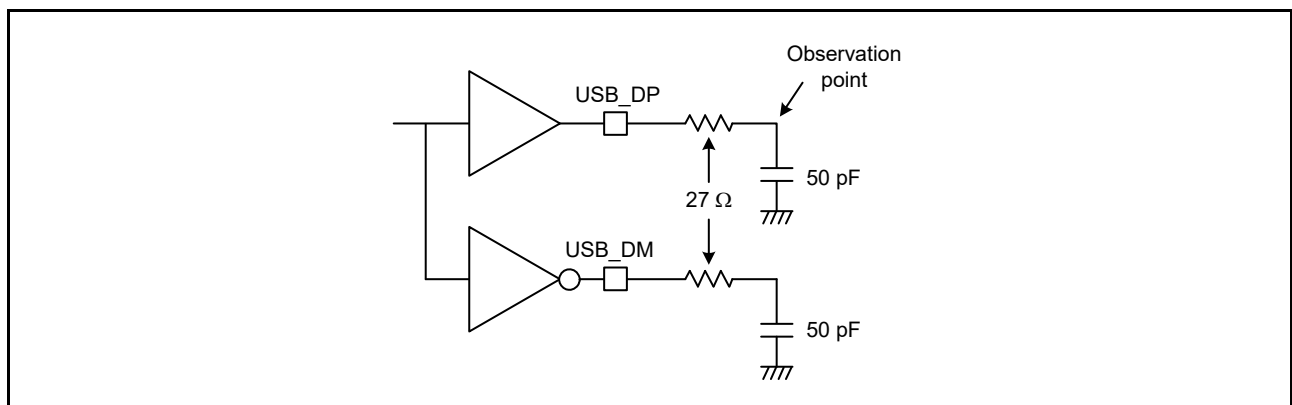 Observation
point
USB_DP
50 pF
27 Ω
USB_DM
50 pF